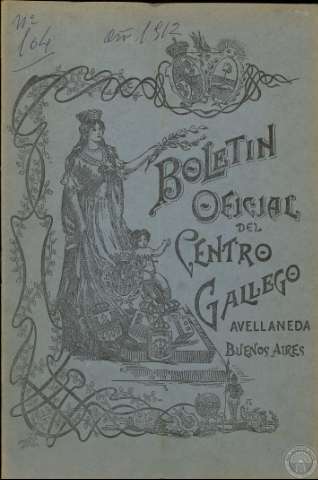 Nº
104
Año 1912
BOLETIN
OFICIAL
DEL
CENTRO
GALLEGO
AVELLANEDA
BUENOS AIRES